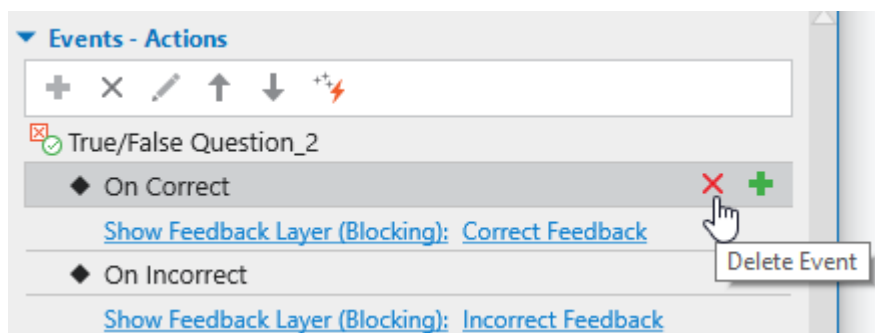 Events - Actions
True/False Question_2
On Correct
Show Feedback Layer (Blocking): Correct Feedback
Delete Event
On Incorrect
Show Feedback Layer (Blocking): Incorrect Feedback